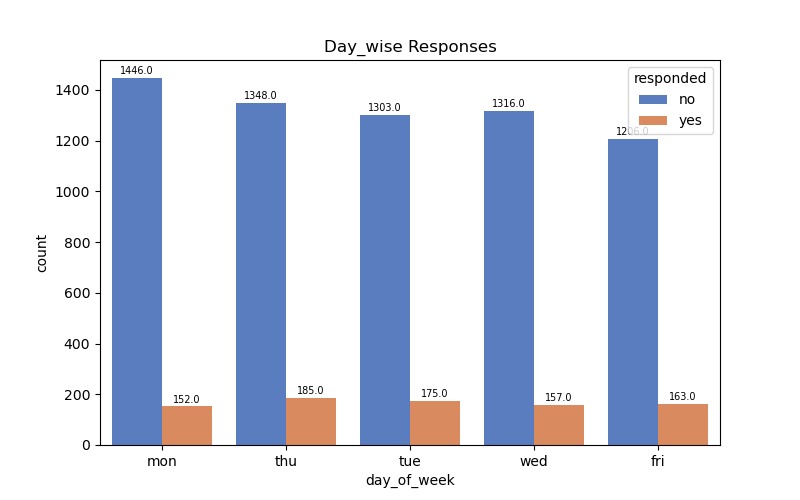 Day_wise Responses
1446.0
1348.0
1303.0
1316.0
1206.0
152.0
185.0
175.0
157.0
163.0
responded
no
yes
count
1400
1200
1000
800
600
400
200
0
mon
thu
tue
wed
fri
day_of_week